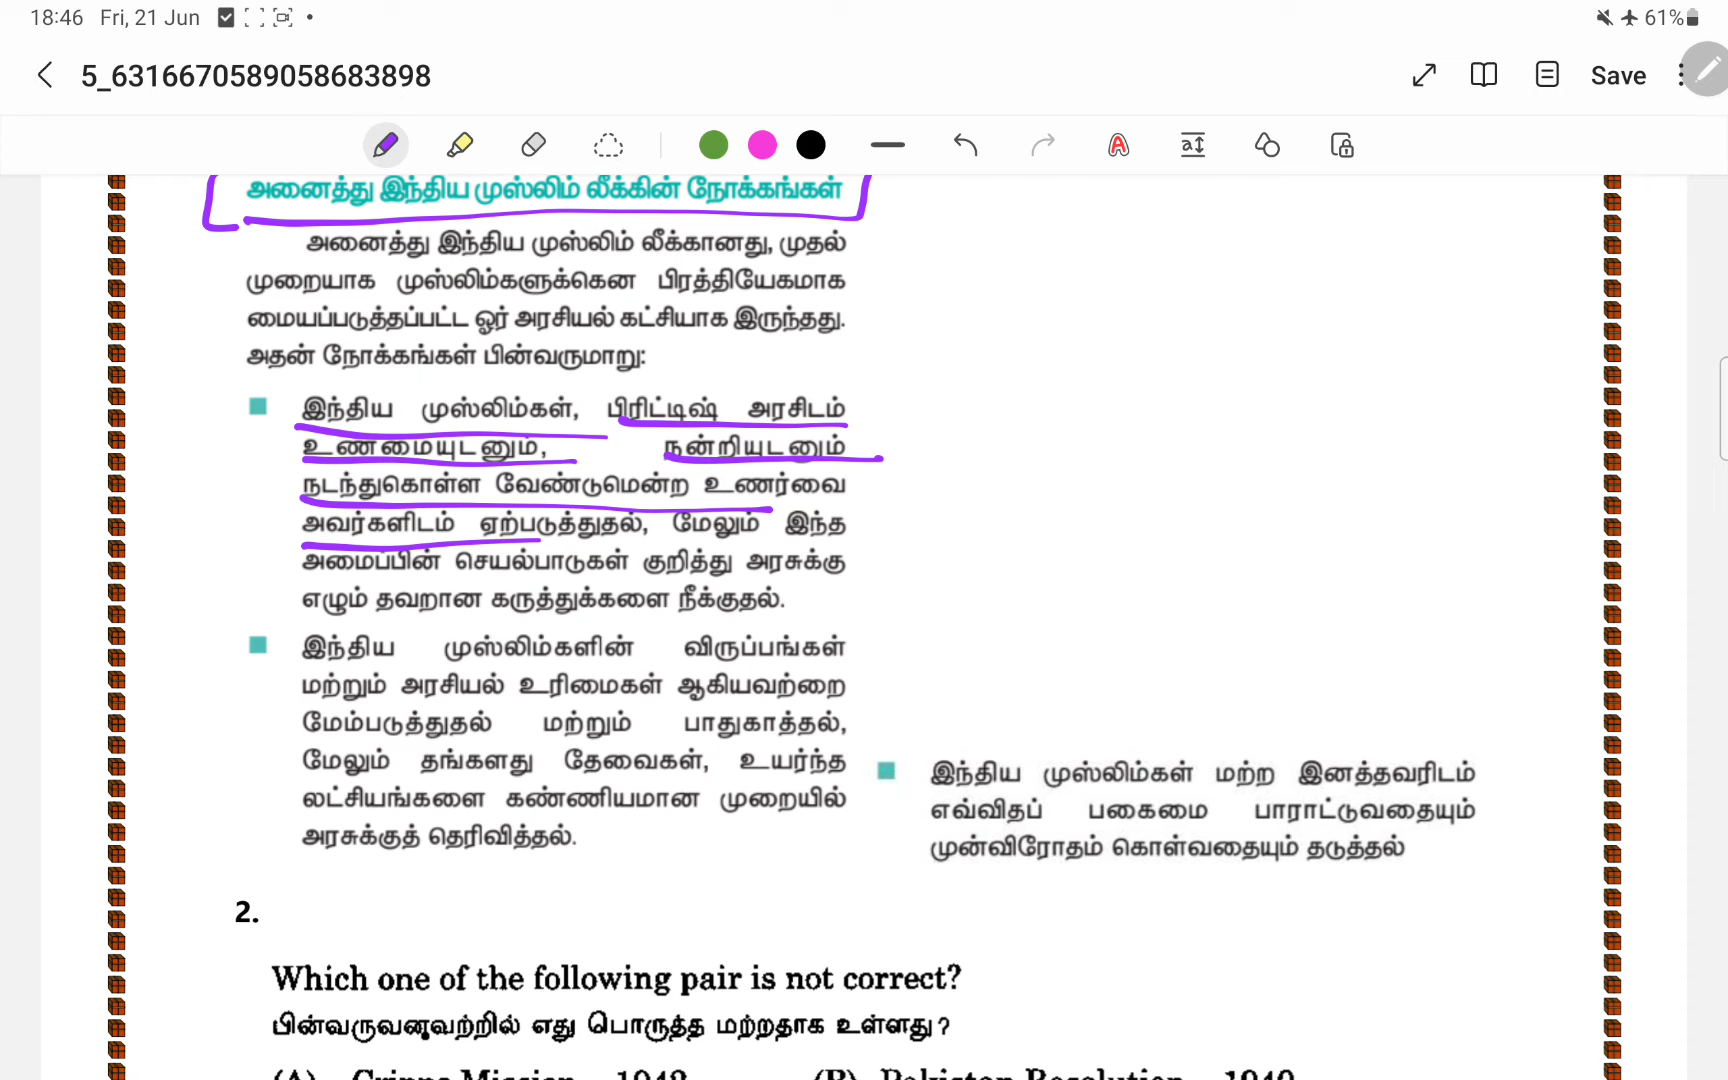 18:46 Fri, 21 Jun
61%
5_6316670589058683898
Save
அனைத்து இந்திய முஸ்லிம் லீக்கின் நோக்கங்கள்
அனைத்து இந்திய முஸ்லிம் லீக்கானது, முதல்
முறையாக முஸ்லிம்களுக்கென பிரத்தியேகமாக
மையப்படுத்தப்பட்ட ஓர் அரசியல் கட்சியாக இருந்தது.
அதன் நோக்கங்கள் பின்வருமாறு:
இந்திய முஸ்லிம்கள், பிரிட்டிஷ் அரசிடம்
உண்மையுடனும், நன்றியுடனும்
நடந்துகொள்ள வேண்டுமென்ற உணர்வை
அவர்களிடம் ஏற்படுத்துதல், மேலும் இந்த
அமைப்பின் செயல்பாடுகள் குறித்து அரசுக்கு
எழும் தவறான கருத்துக்களை நீக்குதல்.
இந்திய முஸ்லிம்களின் விருப்பங்கள்
மற்றும் அரசியல் உரிமைகள் ஆகியவற்றை
மேம்படுத்துதல் மற்றும் பாதுகாத்தல்,
மேலும் தங்களது தேவைகள், உயர்ந்த
லட்சியங்களை கண்ணியமான முறையில்
அரசுக்குத் தெரிவித்தல்.
இந்திய முஸ்லிம்கள் மற்ற இனத்தவரிடம்
எவ்விதப் பகைமை பாராட்டுவதையும்
முன்விரோதம் கொள்வதையும் தடுத்தல்
2.
Which one of the following pair is not correct?
பின்வருவனவற்றில் எது பொருத்த மற்றதாக உள்ளது?
(A) Cripps Mission 1942 (B) Pakistan Resolution 1940